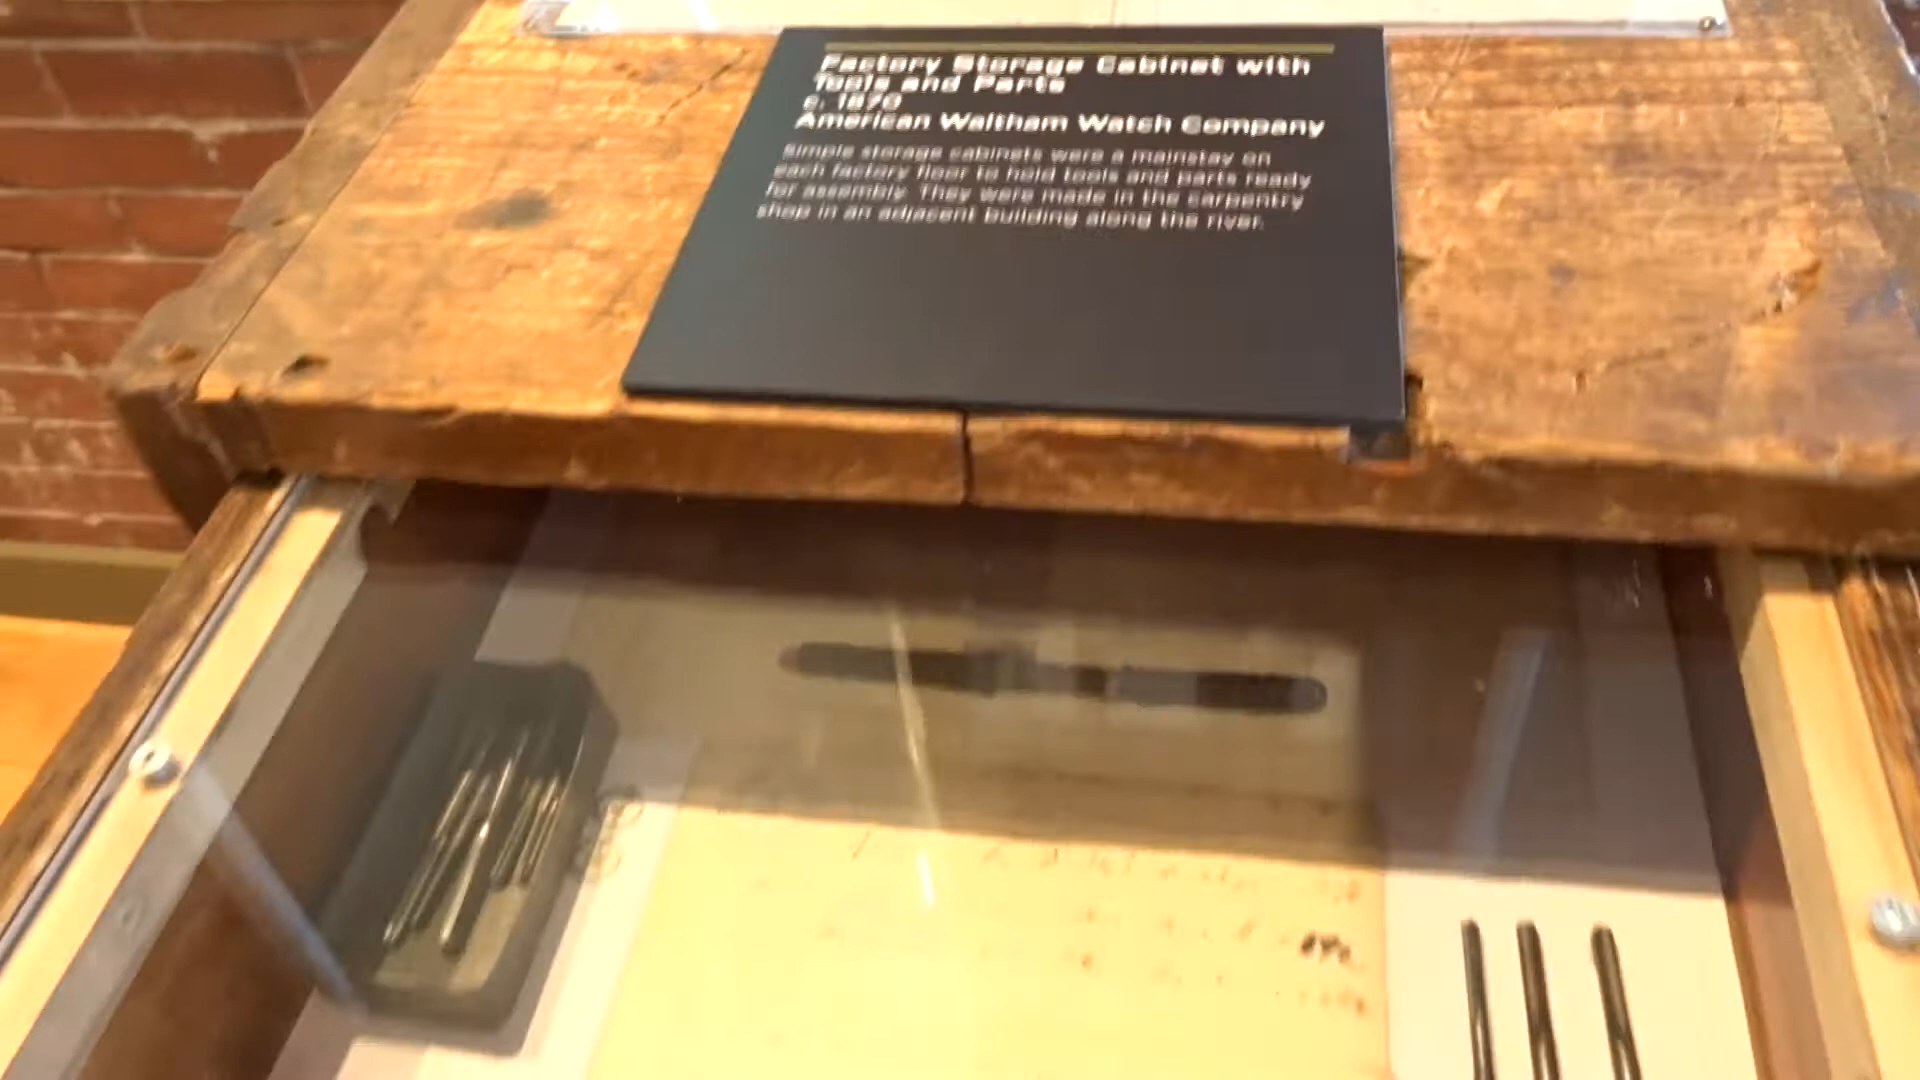 Factory Storage Cabinet with
Tools and Parts
c. 1870
American Waltham Watch Company
Simple storage cabinets were a mainstay on
each factory floor to hold tools and parts ready
for assembly. They were made in the carpentry
shop in an adjacent building along the river.